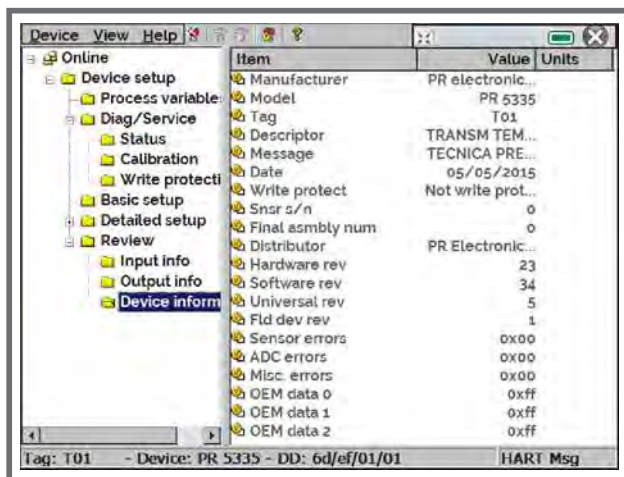 Device View Help
Online
Device setup
Process variable
Diag/Service
Status
Calibration
Write protecti
Basic setup
Detailed setup
Review
Input info
Output info
Device inform
Item Value Units
Manufacturer PR electronic...
Model PR 5335
Tag T01
Descriptor TRANSM TEM...
Message TECNICA PRE...
Date 05/05/2015
Write protect Not write prot...
Snsr s/n 0
Final asmbly num 0
Distributor PR Electronic...
Hardware rev 23
Software rev 34
Universal rev 5
Fld dev rev 1
Sensor errors 0x00
ADC errors 0x00
Misc. errors 0x00
OEM data 0 0xff
OEM data 1 0xff
OEM data 2 0xff
Tag: T01 - Device: PR 5335 - DD: 6d/ef/01/01 HART Msg